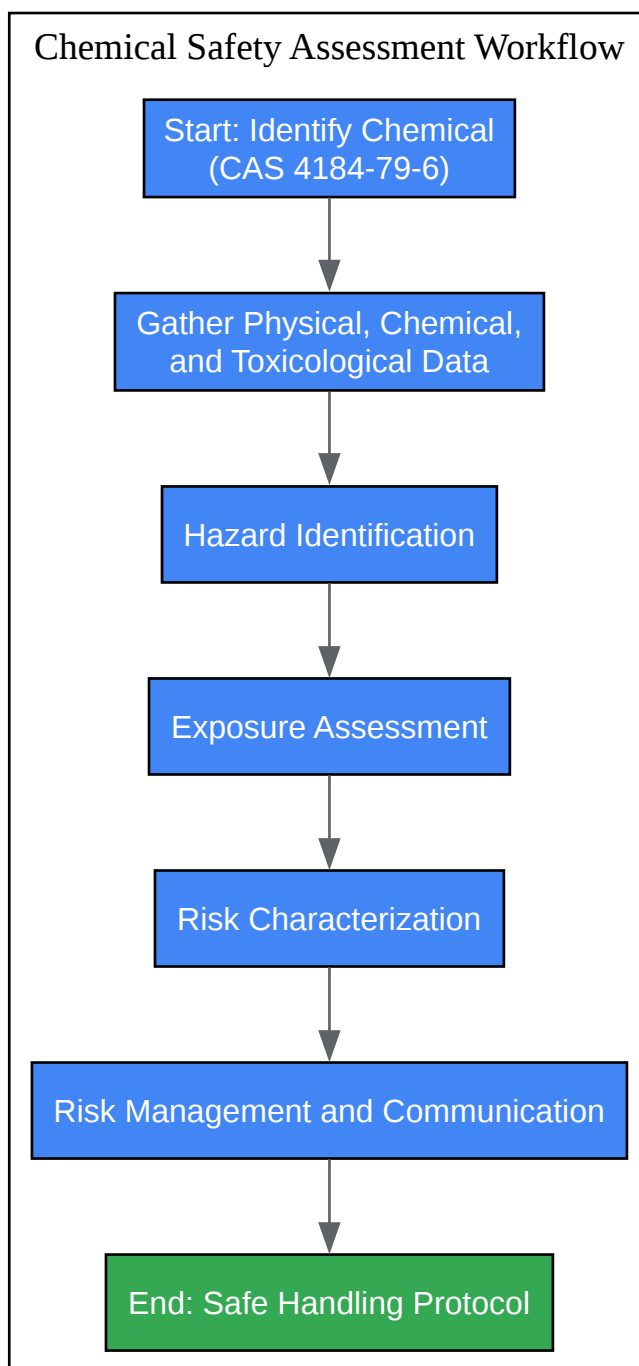 Chemical Safety Assessment Workflow
Start: Identify Chemical
(CAS 4184-79-6)
Gather Physical, Chemical,
and Toxicological Data
Hazard Identification
Exposure Assessment
Risk Characterization
Risk Management and Communication
End: Safe Handling Protocol